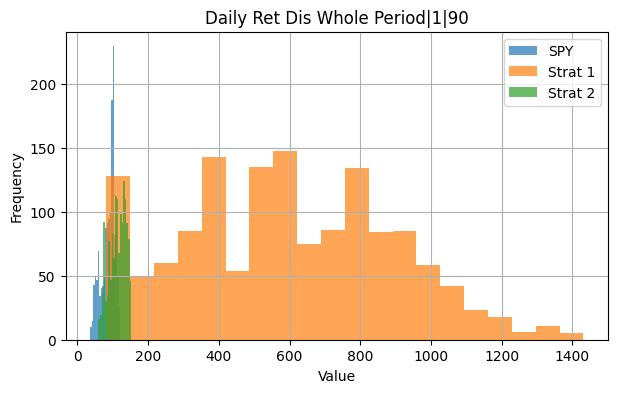 Daily Ret Dis Whole Period|1|90
SPY
Strat 1
Strat 2
Frequency
200
150
100
50
0
0 200 400 600 800 1000 1200 1400
Value